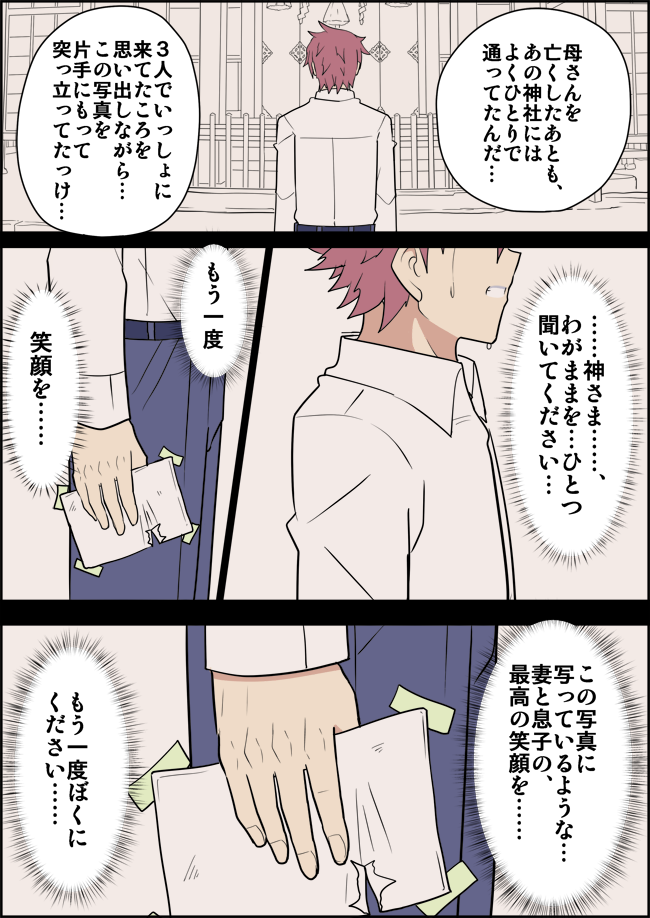 母さんを
亡くしたあとも、
あの神社には
よくひとりで
通ってたんだ…
３人でいっしょに
来てたころを
思い出しながら…
この写真を
片手にもって
突っ立ってたっけ…
……神さま……、
わがままを…ひとつ
聞いてください…
もう一度
笑顔を……
この写真に
写っているような…
妻と息子の、
最高の笑顔を……
もう一度ぼくに
ください……